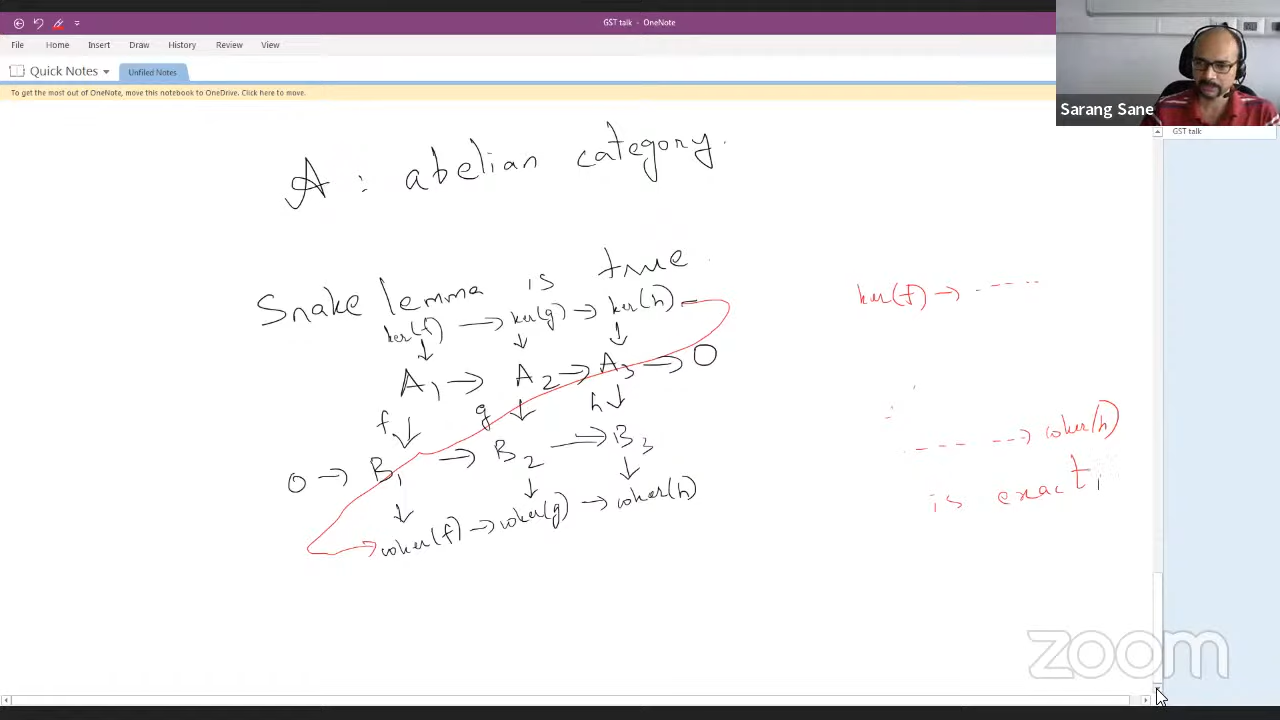 GST talk - OneNote
File Home Insert Draw History Review View
Quick Notes Unfiled Notes
To get the most out of OneNote, move this notebook to OneDrive. Click here to move.
Sarang Sane
GST talk
A : abelian category.
Snake lemma is true.
ker(f) → ker(g) → ker(h)
↓ ↓ ↓
A₁ → A₂ → A₃ → 0
f ↓ g ↓ h ↓
0 → B₁ → B₂ → B₃
↓ ↓ ↓
coker(f) → coker(g) → coker(h)
ker(f) → -----
---- --→ coker(h)
is exact,
zoom